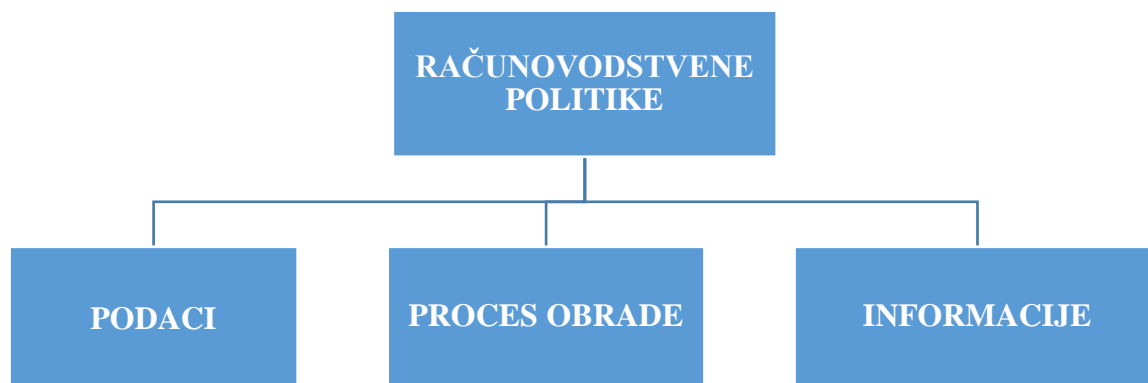 RAČUNOVODSTVENE
POLITIKE
PODACI
PROCES OBRADE
INFORMACIJE